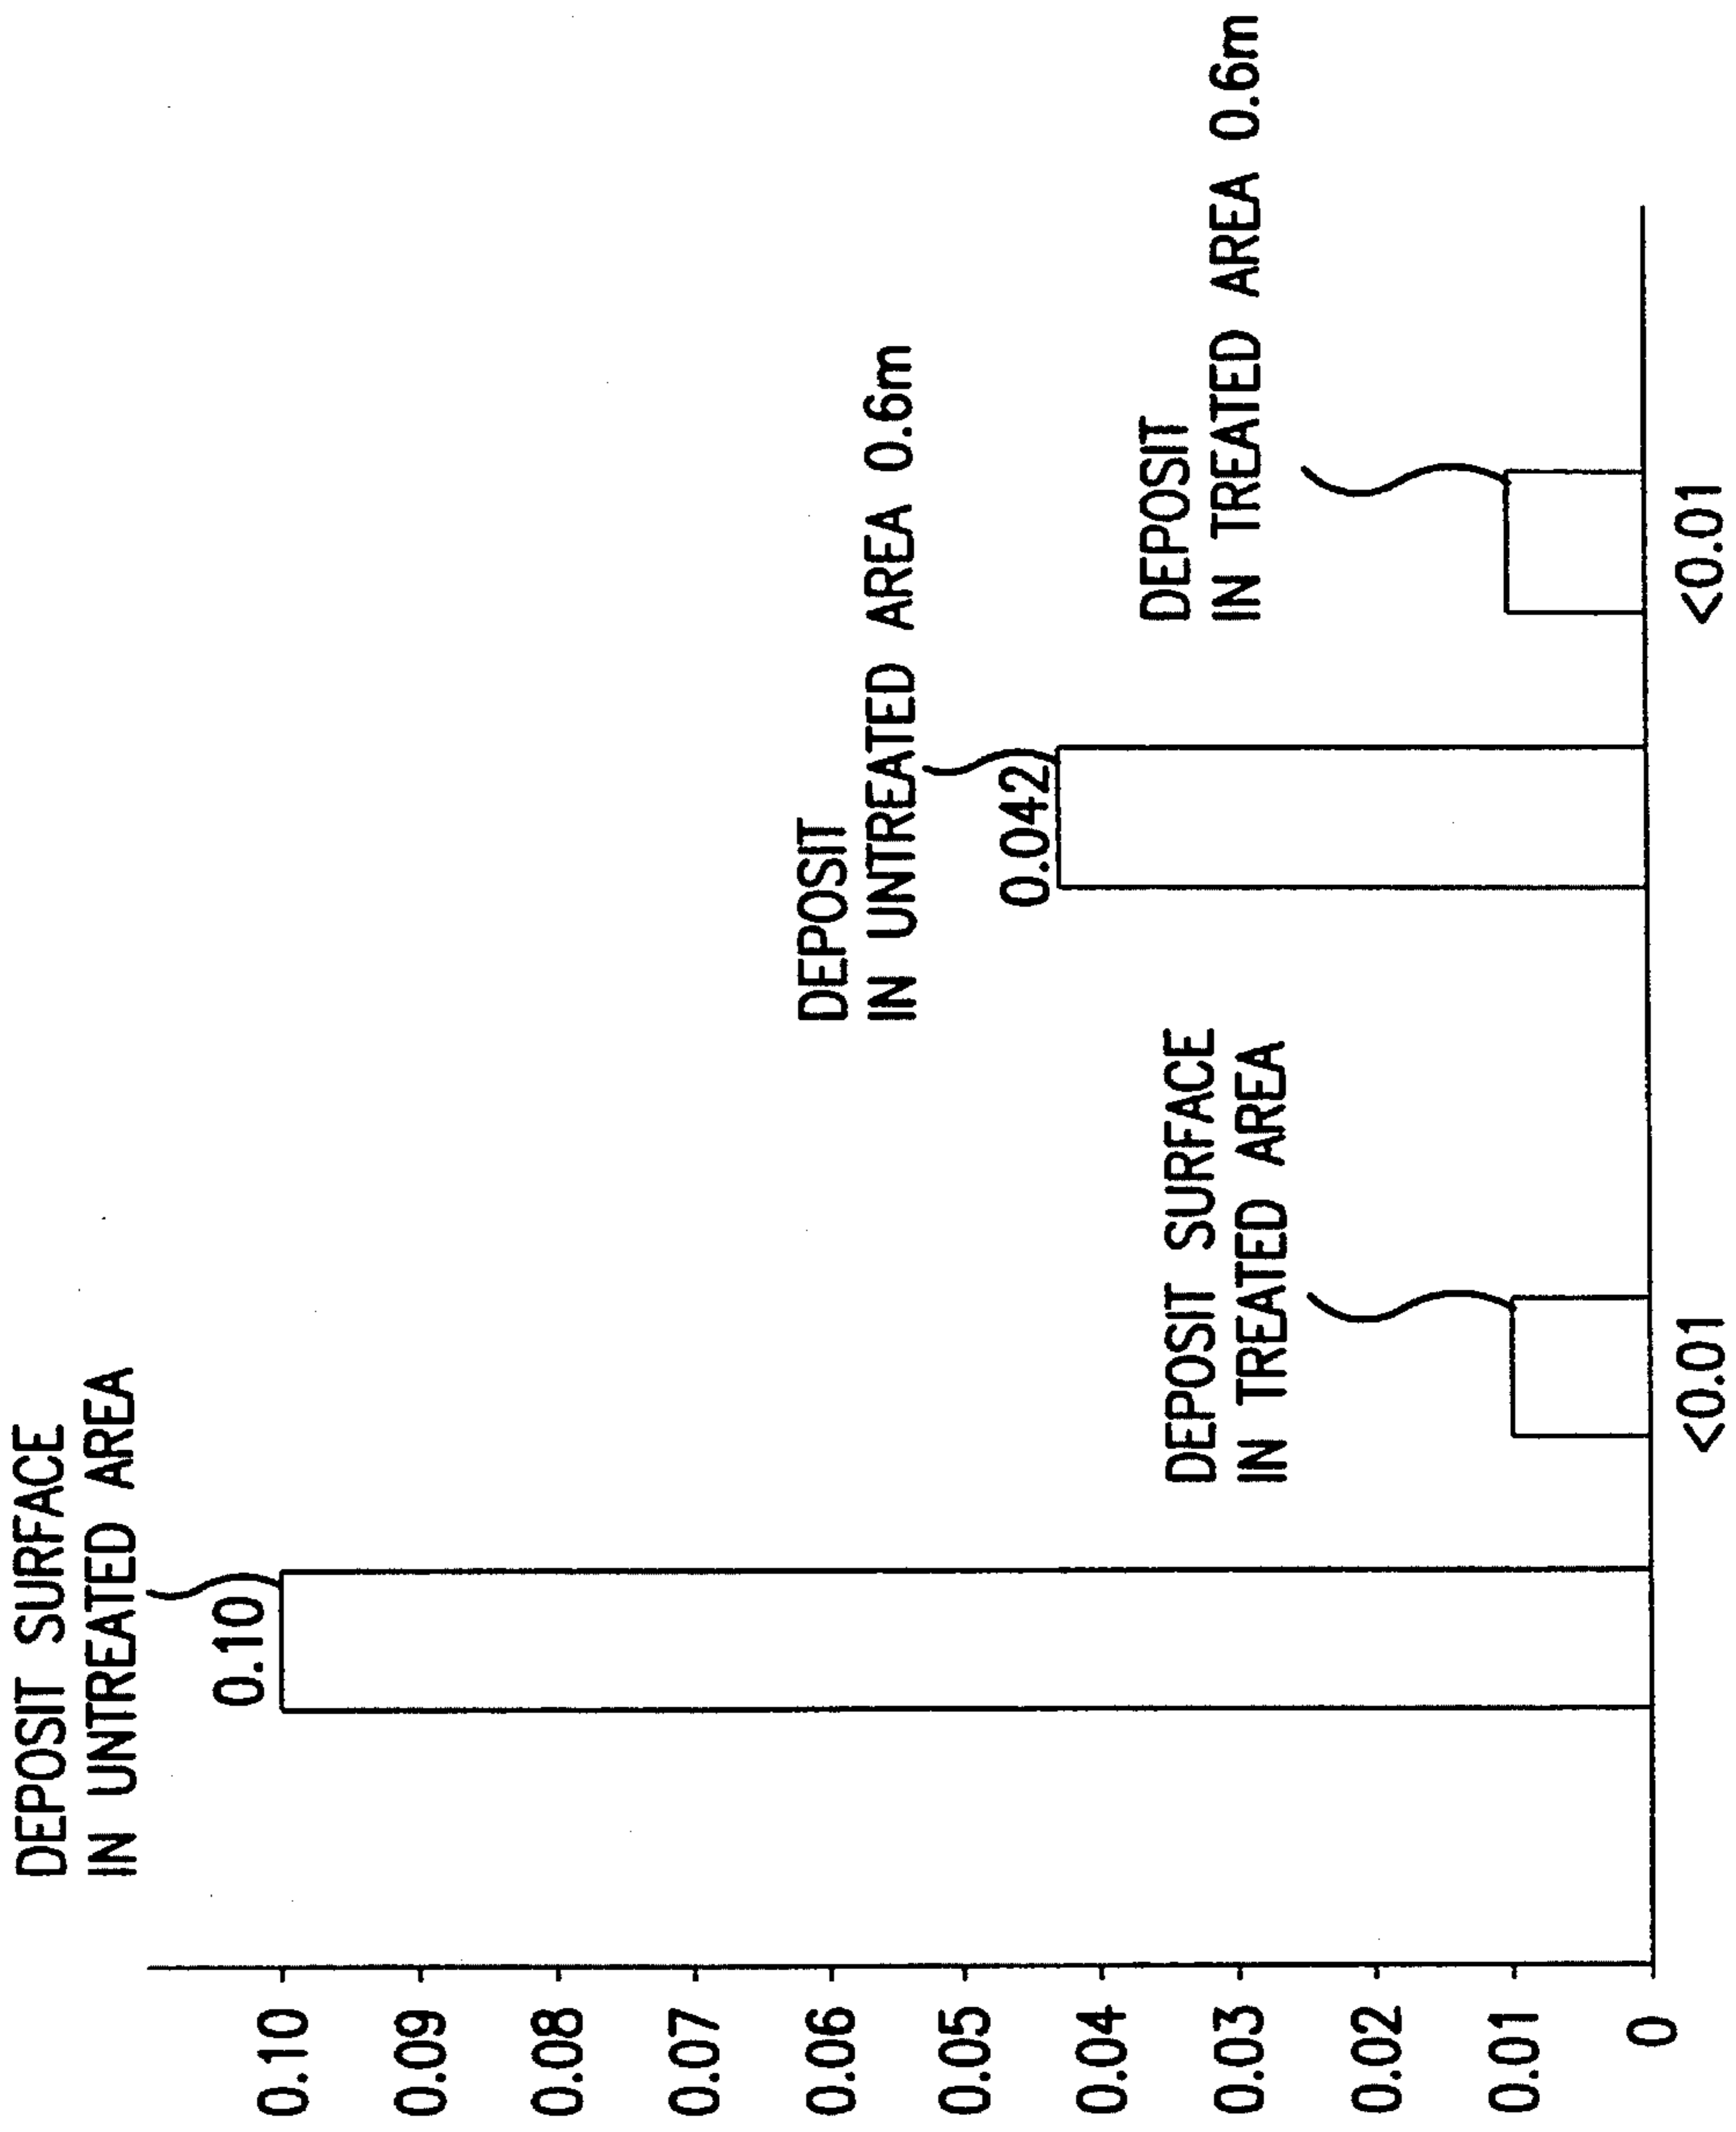 DEPOSIT SURFACE
IN UNTREATED AREA
0.10
DEPOSIT SURFACE
IN TREATED AREA
<0.01
DEPOSIT
IN UNTREATED AREA 0.6m
0.042
DEPOSIT
IN TREATED AREA 0.6m
<0.01
0.10
0.09
0.08
0.07
0.06
0.05
0.04
0.03
0.02
0.01
0